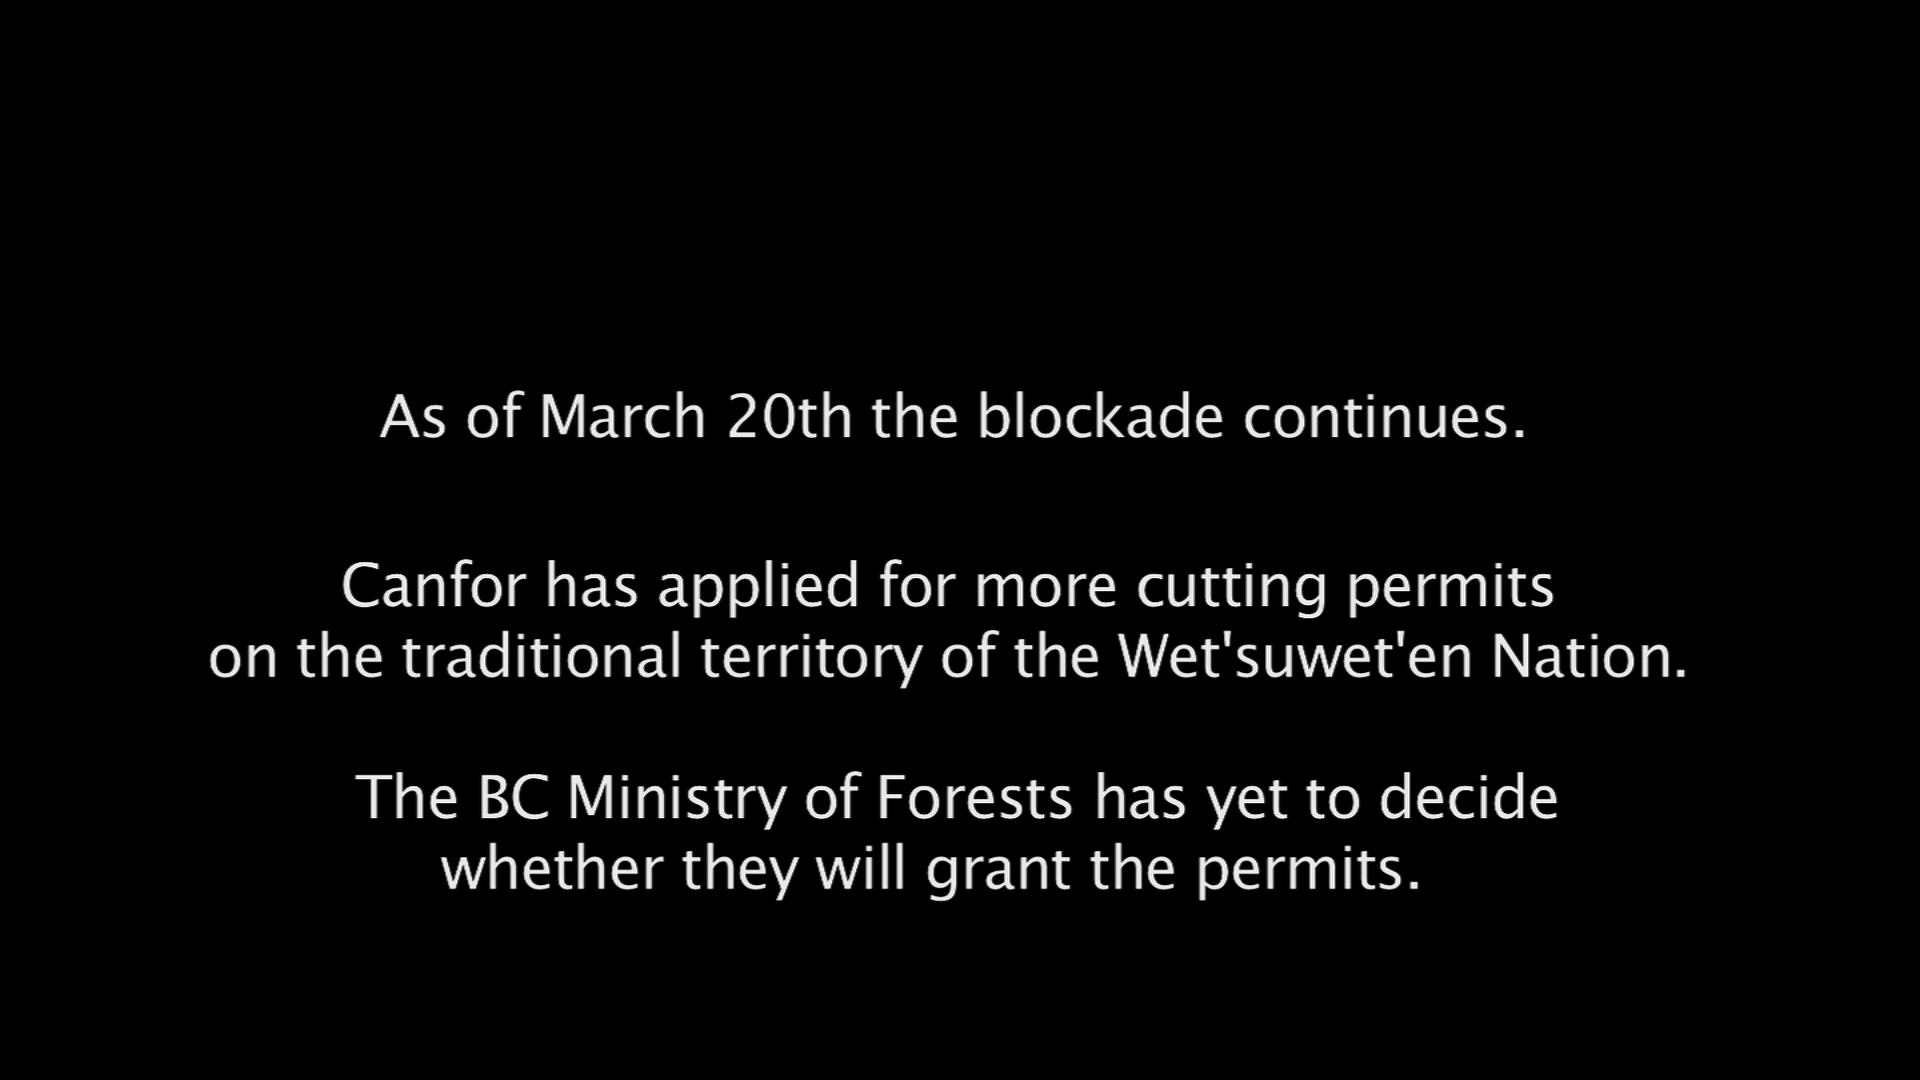 As of March 20th the blockade continues.
Canfor has applied for more cutting permits
on the traditional territory of the Wet'suwet'en Nation.
The BC Ministry of Forests has yet to decide
whether they will grant the permits.